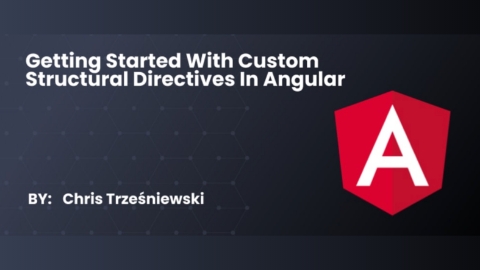 Getting Started With Custom
Structural Directives In Angular
A
BY: Chris Trześniewski